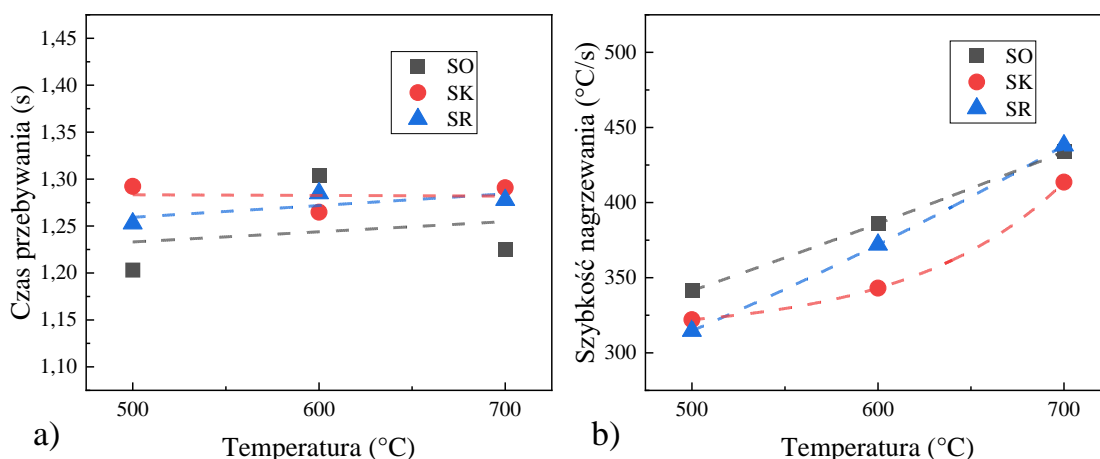 1,45
1,40
1,35
1,30
1,25
1,20
1,15
1,10
Czas przebywania (s)
SO
SK
SR
500
600
700
Temperatura (°C)
a)
500
450
400
350
300
Szybkość nagrzewania (°C/s)
SO
SK
SR
500
600
700
Temperatura (°C)
b)